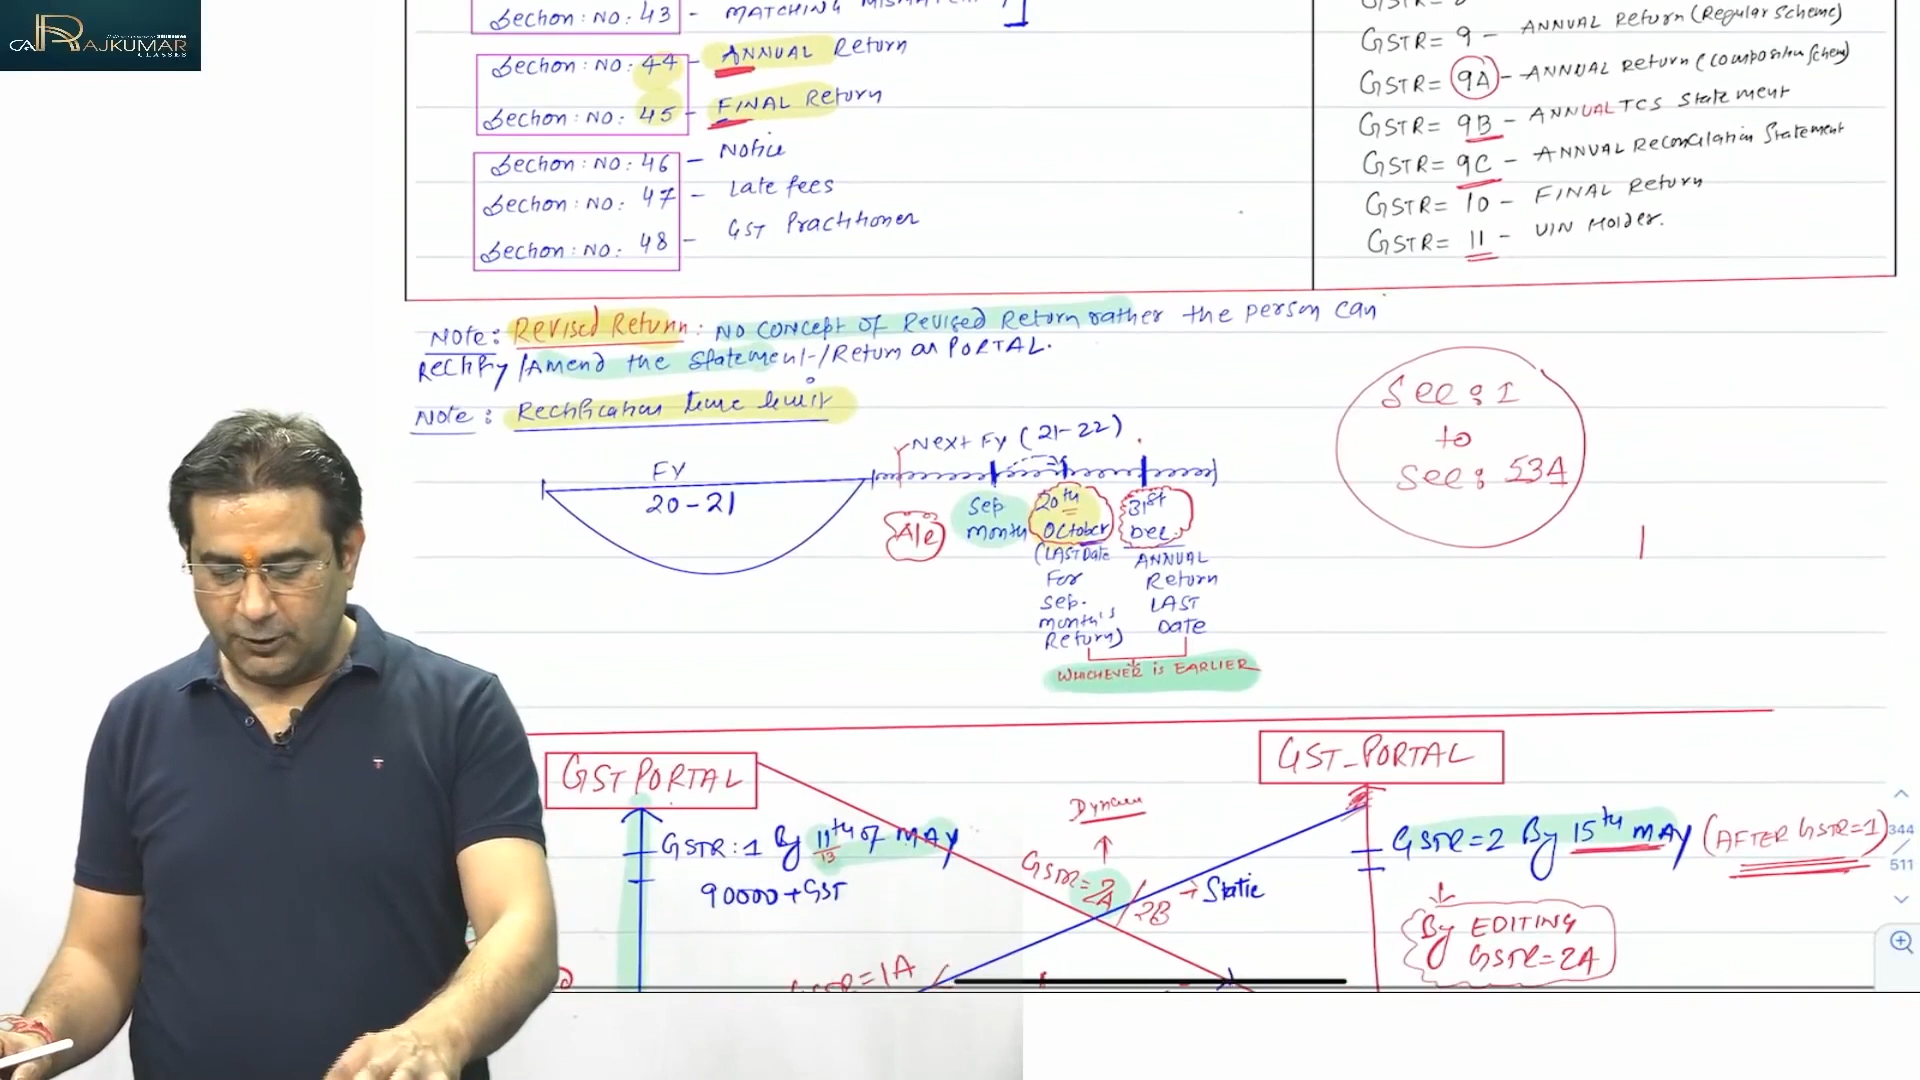 CA RAJKUMAR
CLASSES
Section: NO: 43 - MATCHING
Section: NO: 44 - ANNUAL Return
Section: NO: 45 - FINAL Return
Section: NO: 46 - Notice
Section: NO: 47 - Late fees
Section: NO: 48 - GST Practitioner
GSTR= 9 - ANNUAL Return (Regular Scheme)
GSTR= 9A - ANNUAL Return (Composition Scheme)
GSTR= 9B - ANNUAL TCS Statement
GSTR= 9C - ANNUAL Reconcilation Statement
GSTR= 10 - FINAL Return
GSTR= 11 - UIN Holder.
Note: Revised Return: NO CONCEPT OF Revised Return rather the person can
Rectify /Amend the statement/Return on PORTAL.
Note: Rectification time limit
Next FY (21-22)
FY
20-21
Sep
month
20th
October
(LAST Date
For
Sep.
month's
Return)
31st
Dec.
ANNUAL
Return
LAST
DATE
WHICHEVER is EARLIER
Sec: 1
to
Sec: 53A
GST PORTAL
GSTR:1 By 11th of MAY
13
90000+GST
Dynamic
GSTR=2A/2B → Static
GSTR=1A
GST_PORTAL
GSTR=2 By 15th MAY (AFTER GSTR=1)
By EDITING
GSTR=2A
344
/
511